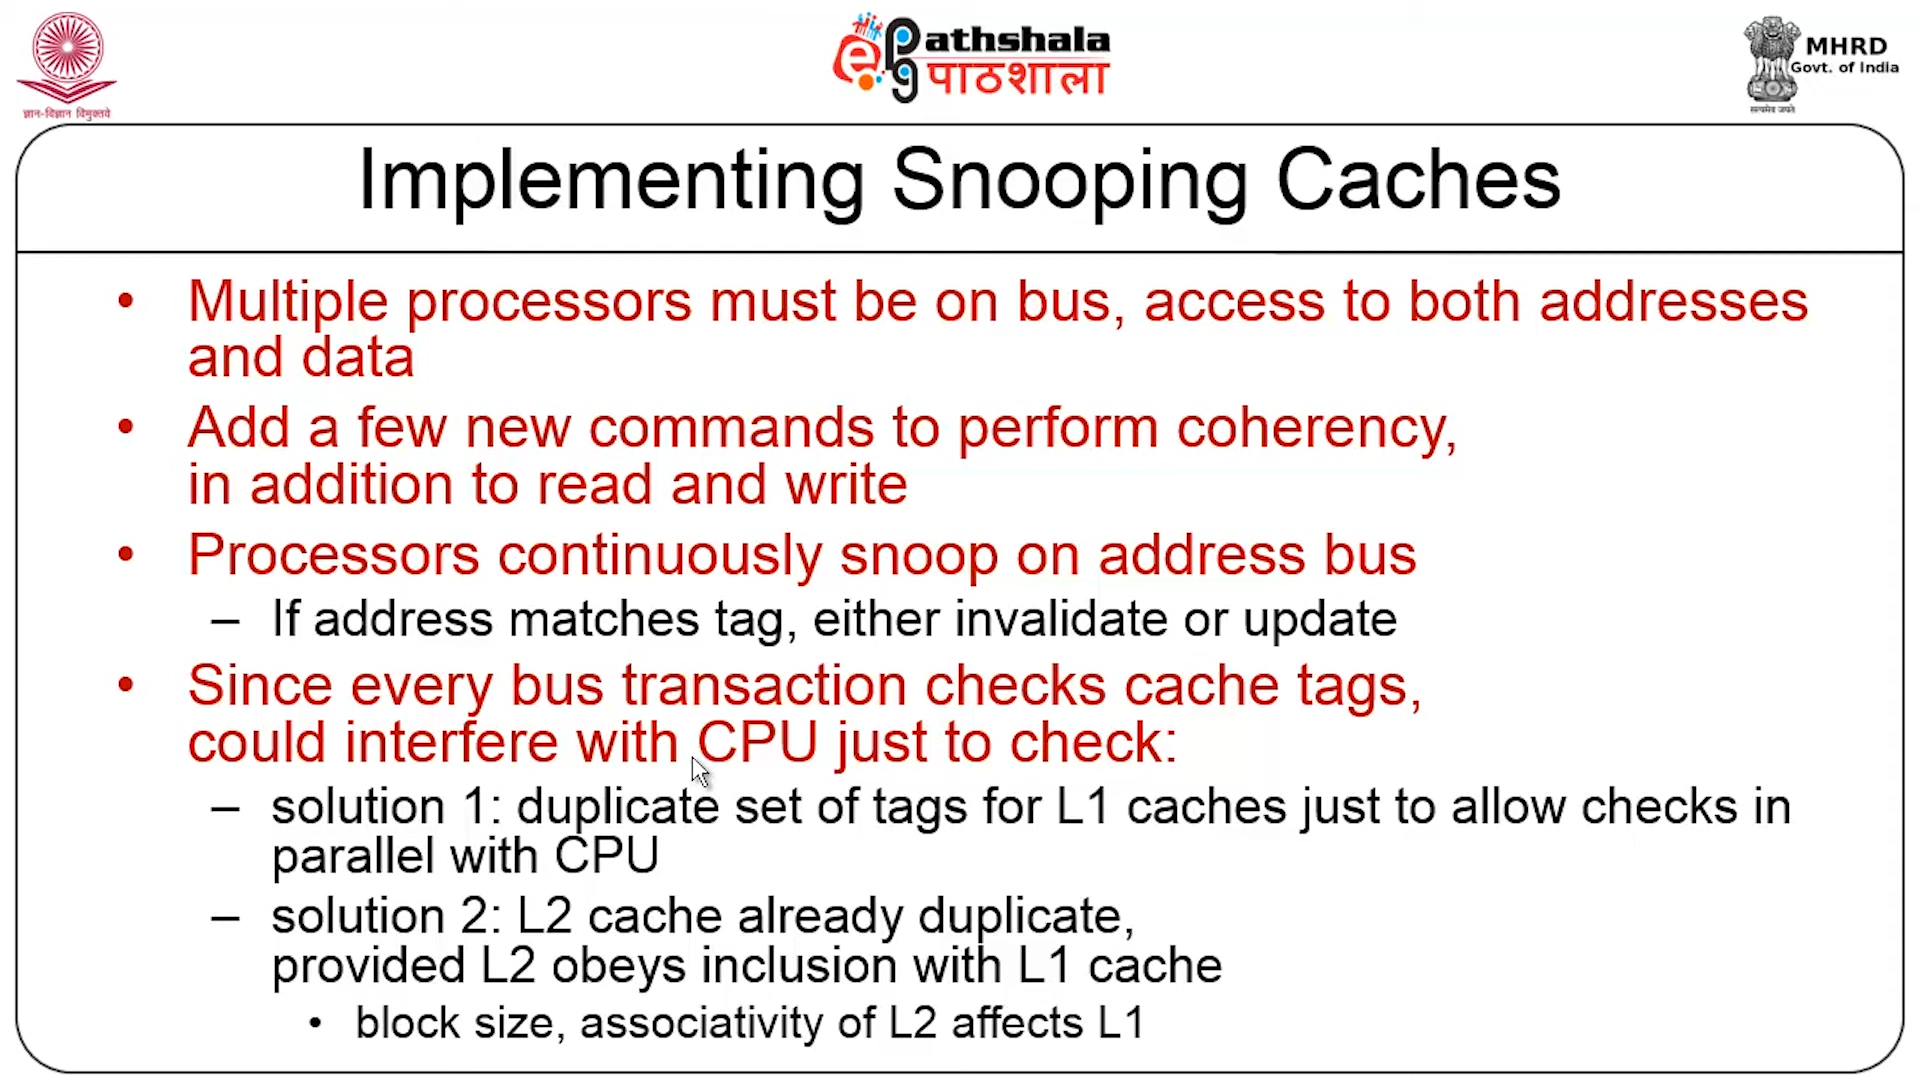 ज्ञान-विज्ञान विमुक्तये
ePathshala
पाठशाला
MHRD
Govt. of India
सत्यमेव जयते
Implementing Snooping Caches
• Multiple processors must be on bus, access to both addresses
and data
• Add a few new commands to perform coherency,
in addition to read and write
• Processors continuously snoop on address bus
– If address matches tag, either invalidate or update
• Since every bus transaction checks cache tags,
could interfere with CPU just to check:
– solution 1: duplicate set of tags for L1 caches just to allow checks in
parallel with CPU
– solution 2: L2 cache already duplicate,
provided L2 obeys inclusion with L1 cache
• block size, associativity of L2 affects L1